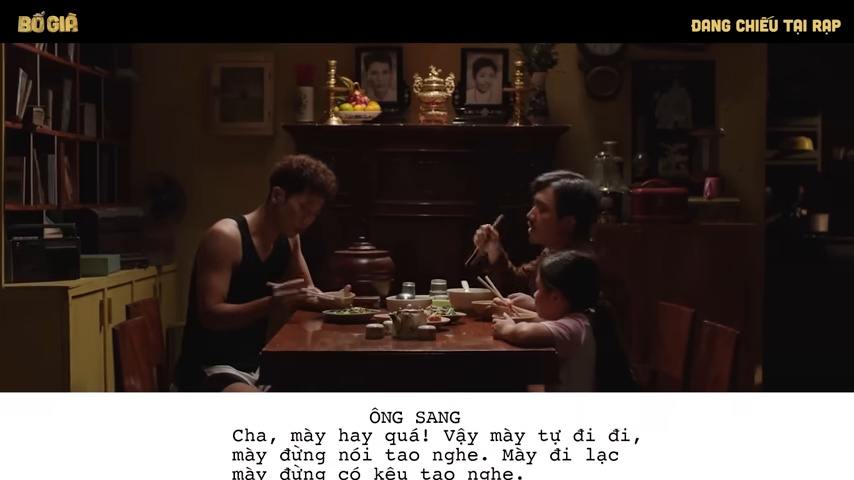 BỐ GIÀ
ĐANG CHIẾU TẠI RẠP
ÔNG SANG
Cha, mày hay quá! Vậy mày tự đi đi,
mày đừng nói tao nghe. Mày đi lạc
mày đừng có kêu tao nghe.